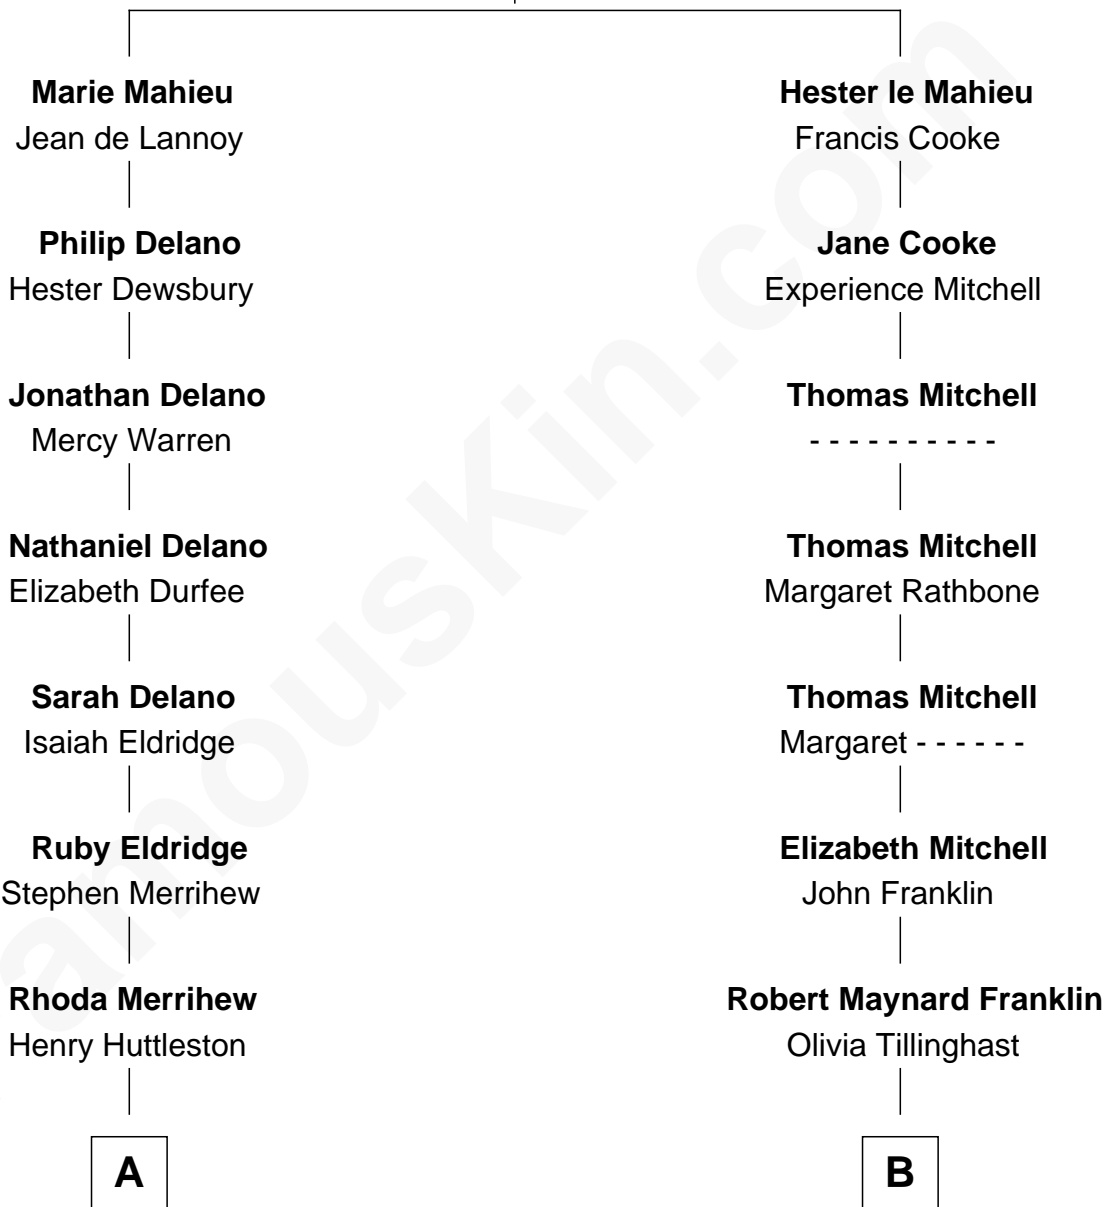 Marie Mahieu
Jean de Lannoy
Philip Delano
Hester Dewsbury
Jonathan Delano
Mercy Warren
Nathaniel Delano
Elizabeth Durfee
Sarah Delano
Isaiah Eldridge
Ruby Eldridge
Stephen Merrihew
Rhoda Merrihew
Henry Huttleston
A
Hester le Mahieu
Francis Cooke
Jane Cooke
Experience Mitchell
Thomas Mitchell
- - - - - - - - - -
Thomas Mitchell
Margaret Rathbone
Thomas Mitchell
Margaret - - - - - -
Elizabeth Mitchell
John Franklin
Robert Maynard Franklin
Olivia Tillinghast
B
amousKin.com